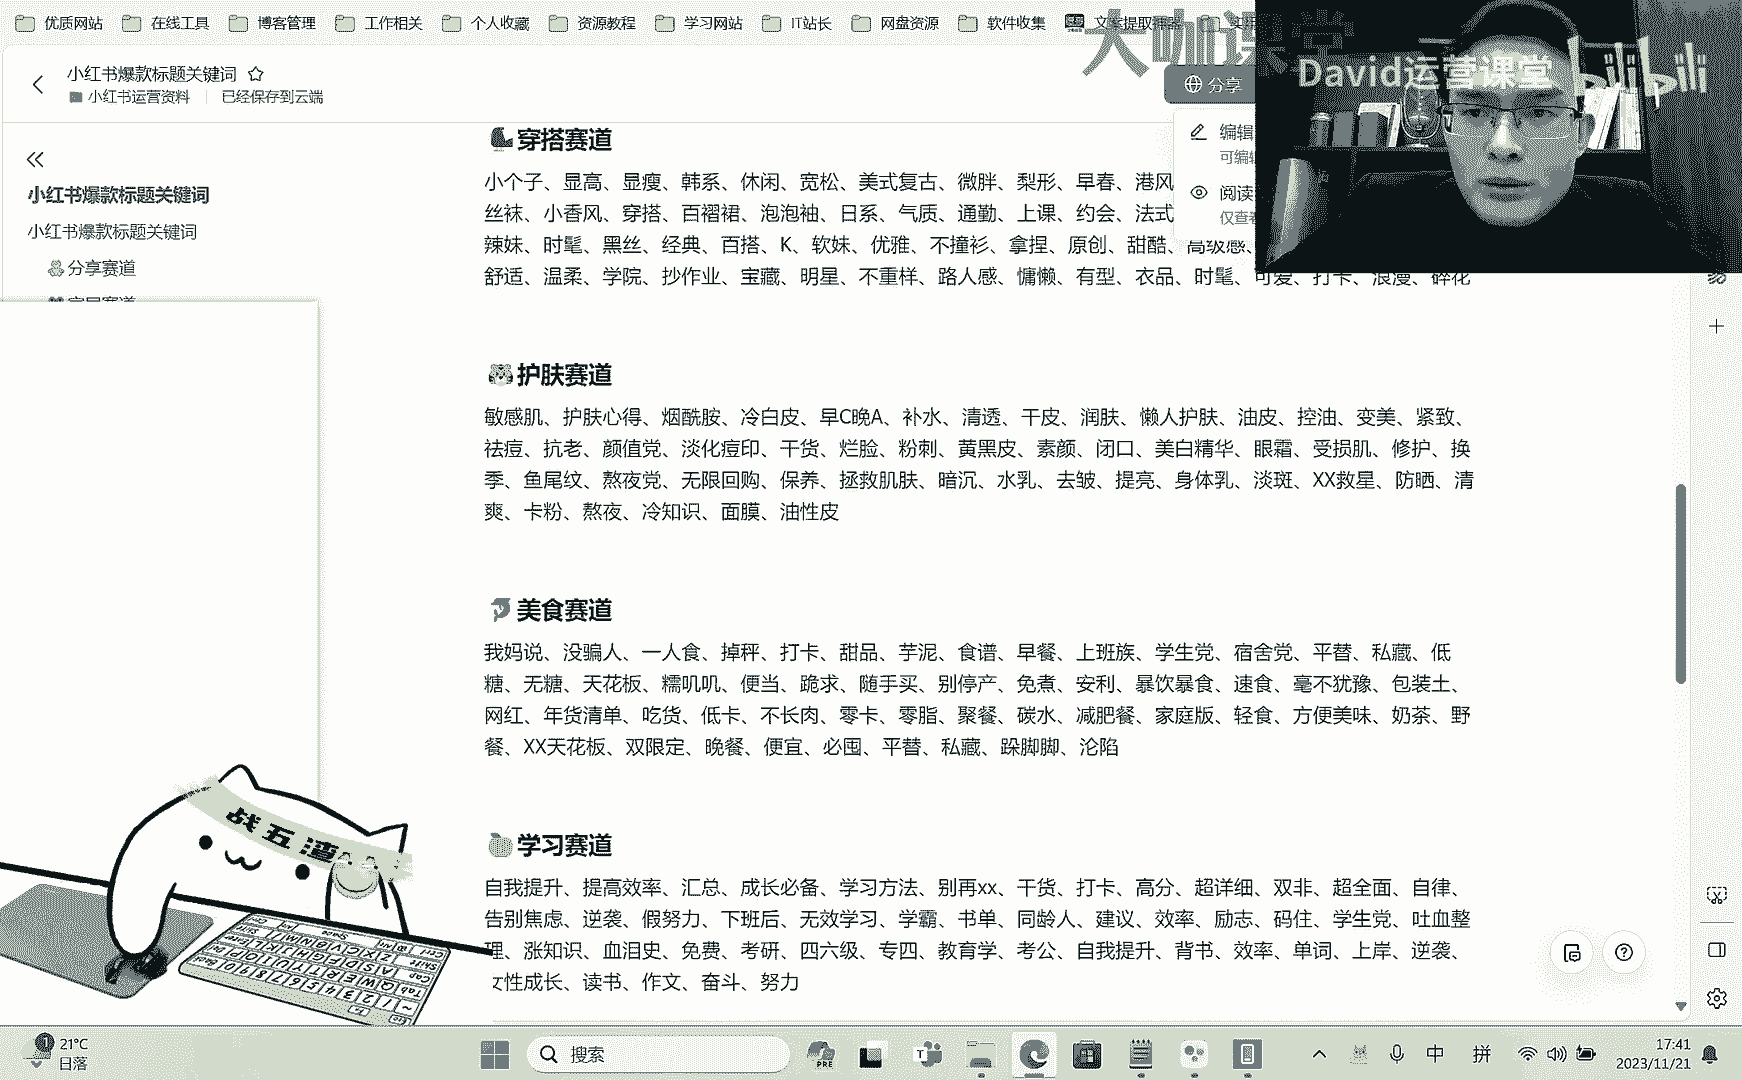 优质网站 在线工具 博客管理 工作相关 个人收藏 资源教程 学习网站 IT站长 网盘资源 软件收集 文案提取神器
大咖课堂
David运营课堂 bilibili
小红书爆款标题关键词
小红书运营资料 已经保存到云端
分享
编辑
可编辑
阅读
仅查看
小红书爆款标题关键词
小红书爆款标题关键词
分享赛道
穿搭赛道
小个子、显高、显瘦、韩系、休闲、宽松、美式复古、微胖、梨形、早春、港风
丝袜、小香风、穿搭、百褶裙、泡泡袖、日系、气质、通勤、上课、约会、法式
辣妹、时髦、黑丝、经典、百搭、K、软妹、优雅、不撞衫、拿捏、原创、甜酷、高级感、
舒适、温柔、学院、抄作业、宝藏、明星、不重样、路人感、慵懒、有型、衣品、时髦、可爱、打卡、浪漫、碎花
护肤赛道
敏感肌、护肤心得、烟酰胺、冷白皮、早C晚A、补水、清透、干皮、润肤、懒人护肤、油皮、控油、变美、紧致、
祛痘、抗老、颜值党、淡化痘印、干货、烂脸、粉刺、黄黑皮、素颜、闭口、美白精华、眼霜、受损肌、修护、换
季、鱼尾纹、熬夜党、无限回购、保养、拯救肌肤、暗沉、水乳、去皱、提亮、身体乳、淡斑、XX救星、防晒、清
爽、卡粉、熬夜、冷知识、面膜、油性皮
美食赛道
我妈说、没骗人、一人食、掉秤、打卡、甜品、芋泥、食谱、早餐、上班族、学生党、宿舍党、平替、私藏、低
糖、无糖、天花板、糯叽叽、便当、跪求、随手买、别停产、免煮、安利、暴饮暴食、速食、毫不犹豫、包装土、
网红、年货清单、吃货、低卡、不长肉、零卡、零脂、聚餐、碳水、减肥餐、家庭版、轻食、方便美味、奶茶、野
餐、XX天花板、双限定、晚餐、便宜、必囤、平替、私藏、跺脚脚、沦陷
学习赛道
自我提升、提高效率、汇总、成长必备、学习方法、别再xx、干货、打卡、高分、超详细、双非、超全面、自律、
告别焦虑、逆袭、假努力、下班后、无效学习、学霸、书单、同龄人、建议、效率、励志、码住、学生党、吐血整
理、涨知识、血泪史、免费、考研、四六级、专四、教育学、考公、自我提升、背书、效率、单词、上岸、逆袭、
女性成长、读书、作文、奋斗、努力
战五渣
21°C
日落
搜索
PRE
中 拼
17:41
2023/11/21